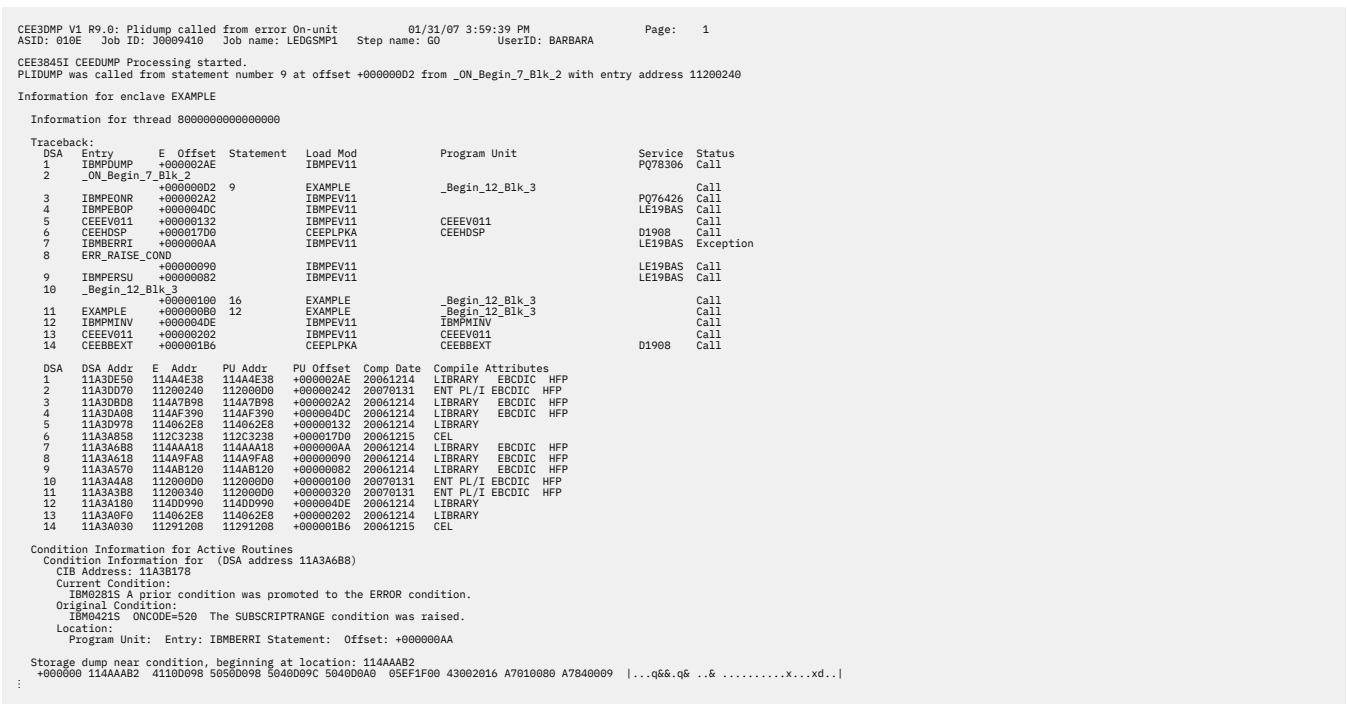 CEE3DMP V1 R9.0: Plidump called from error On-unit 01/31/07 3:59:39 PM Page: 1
ASID: 010E Job ID: J0009410 Job name: LEDGSMP1 Step name: GO UserID: BARBARA
CEE3845I CEEDUMP Processing started.
PLIDUMP was called from statement number 9 at offset +000000D2 from _ON_Begin_7_Blk_2 with entry address 11200240
Information for enclave EXAMPLE
Information for thread 8000000000000000
Traceback:
DSA Entry E Offset Statement Load Mod Program Unit Service Status
1 IBMPDUMP +000002AE IBMPEV11 PQ78306 Call
2 _ON_Begin_7_Blk_2
+000000D2 9 EXAMPLE _Begin_12_Blk_3 Call
3 IBMPEONR +000002A2 IBMPEV11 PQ76426 Call
4 IBMPEBOP +000004DC IBMPEV11 LE19BAS Call
5 CEEEV011 +00000132 IBMPEV11 CEEEV011 Call
6 CEEHDSP +000017D0 CEEPLPKA CEEHDSP D1908 Call
7 IBMBERRI +000000AA IBMPEV11 LE19BAS Exception
8 ERR_RAISE_COND
+00000090 IBMPEV11 LE19BAS Call
9 IBMPERSU +00000082 IBMPEV11 LE19BAS Call
10 _Begin_12_Blk_3
+00000100 16 EXAMPLE _Begin_12_Blk_3 Call
11 EXAMPLE +000000B0 12 EXAMPLE _Begin_12_Blk_3 Call
12 IBMPMINV +000004DE IBMPEV11 IBMPMINV Call
13 CEEEV011 +00000202 IBMPEV11 CEEEV011 Call
14 CEEBBEXT +000001B6 CEEPLPKA CEEBBEXT D1908 Call
DSA DSA Addr E Addr PU Addr PU Offset Comp Date Compile Attributes
1 11A3DE50 114A4E38 114A4E38 +000002AE 20061214 LIBRARY EBCDIC HFP
2 11A3DD70 11200240 112000D0 +00000242 20070131 ENT PL/I EBCDIC HFP
3 11A3DBD8 114A7B98 114A7B98 +000002A2 20061214 LIBRARY EBCDIC HFP
4 11A3DA08 114AF390 114AF390 +000004DC 20061214 LIBRARY EBCDIC HFP
5 11A3D978 114062E8 114062E8 +00000132 20061214 LIBRARY
6 11A3A858 112C3238 112C3238 +000017D0 20061215 CEL
7 11A3A6B8 114AAA18 114AAA18 +000000AA 20061214 LIBRARY EBCDIC HFP
8 11A3A618 114A9FA8 114A9FA8 +00000090 20061214 LIBRARY EBCDIC HFP
9 11A3A570 114AB120 114AB120 +00000082 20061214 LIBRARY EBCDIC HFP
10 11A3A4A8 112000D0 112000D0 +00000100 20070131 ENT PL/I EBCDIC HFP
11 11A3A3B8 11200340 112000D0 +00000320 20070131 ENT PL/I EBCDIC HFP
12 11A3A180 114DD990 114DD990 +000004DE 20061214 LIBRARY
13 11A3A0F0 114062E8 114062E8 +00000202 20061214 LIBRARY
14 11A3A030 11291208 11291208 +000001B6 20061215 CEL
Condition Information for Active Routines
Condition Information for (DSA address 11A3A6B8)
CIB Address: 11A3B178
Current Condition:
IBM0281S A prior condition was promoted to the ERROR condition.
Original Condition:
IBM0421S ONCODE=520 The SUBSCRIPTRANGE condition was raised.
Location:
Program Unit: Entry: IBMBERRI Statement: Offset: +000000AA
Storage dump near condition, beginning at location: 114AAAB2
+000000 114AAAB2 4110D098 5050D098 5040D09C 5040D0A0 05EF1F00 43002016 A7010080 A7840009 |...q&&.q& ..& ..........x...xd..|
⋮